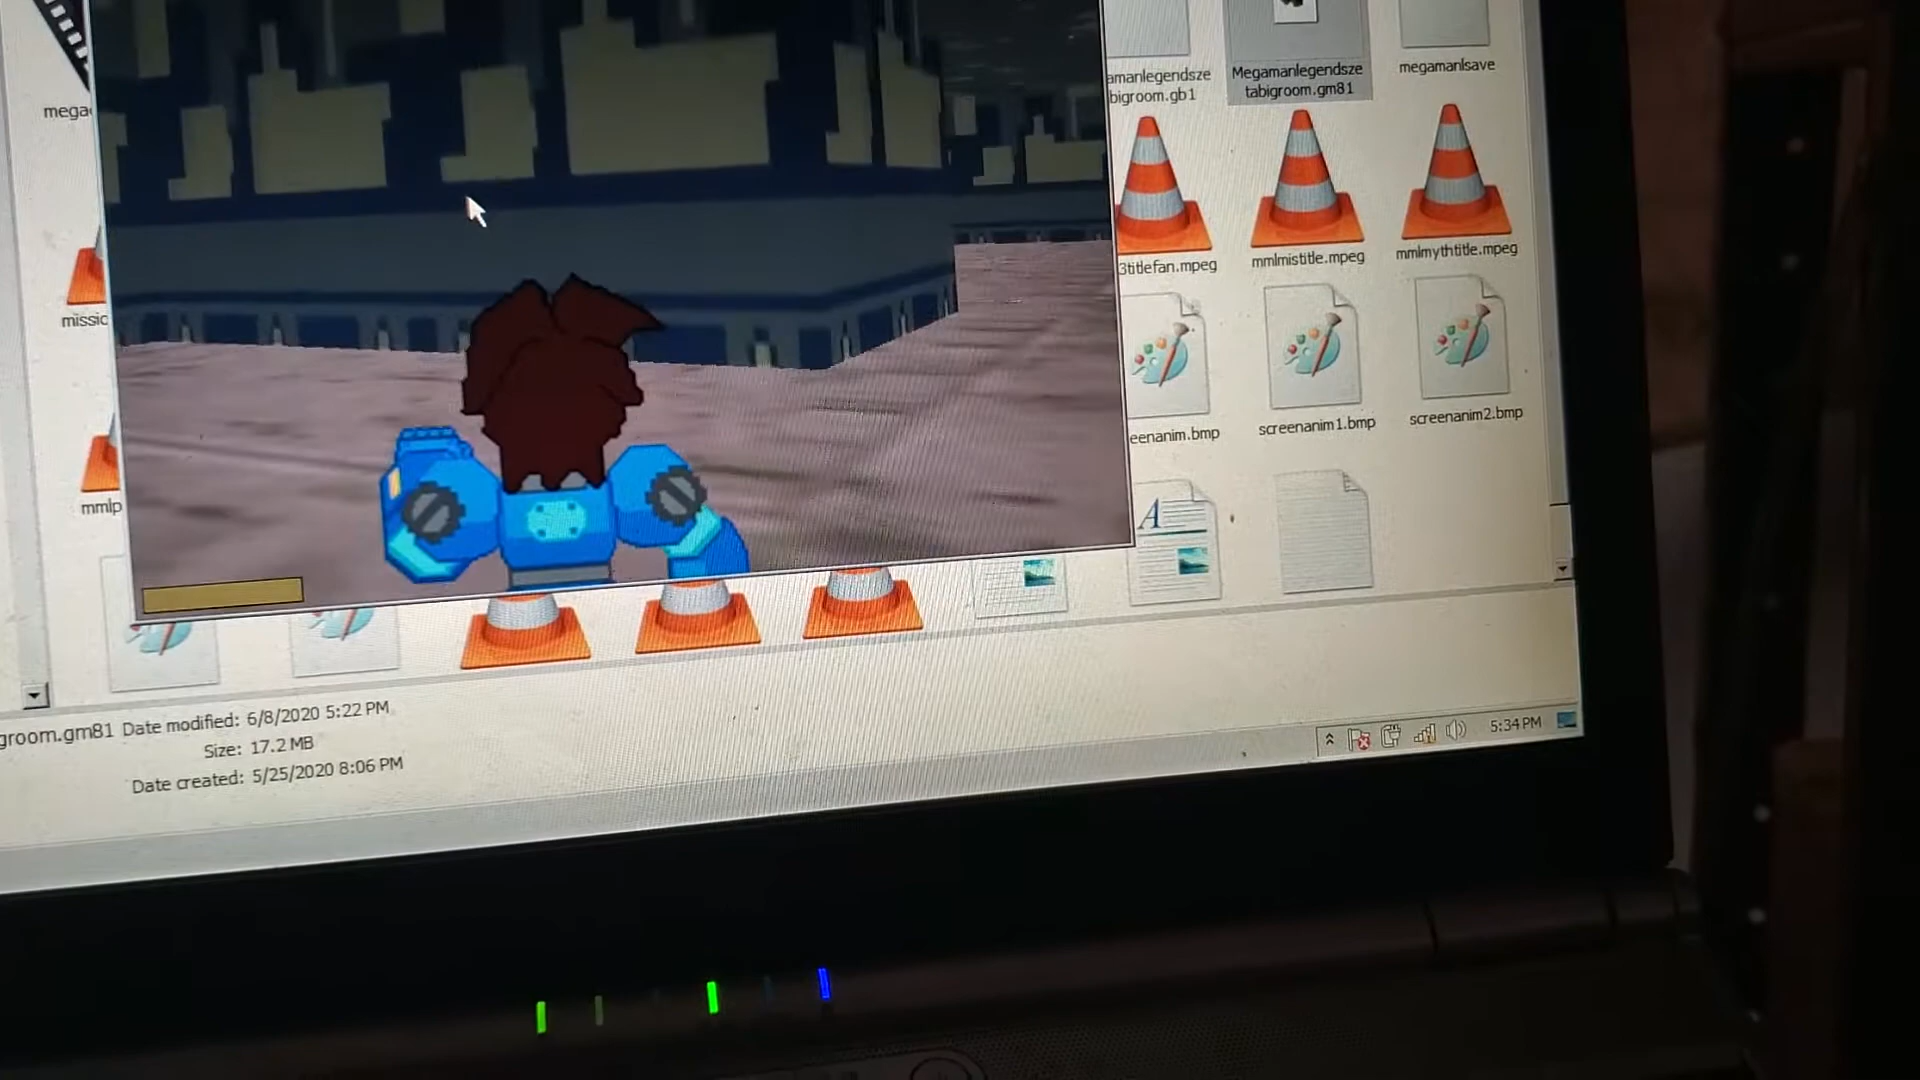 mega
amanlegendsze
bigroom.gb1
Megamanlegendsze
tabigroom.gm81
megamanlsave
missic
3titlefan.mpeg
mmlmistitle.mpeg
mmlmythtitle.mpeg
mmlp
eenanim.bmp
screenanim1.bmp
screenanim2.bmp
A
groom.gm81 Date modified: 6/8/2020 5:22 PM
Size: 17.2 MB
Date created: 5/25/2020 8:06 PM
5:34 PM